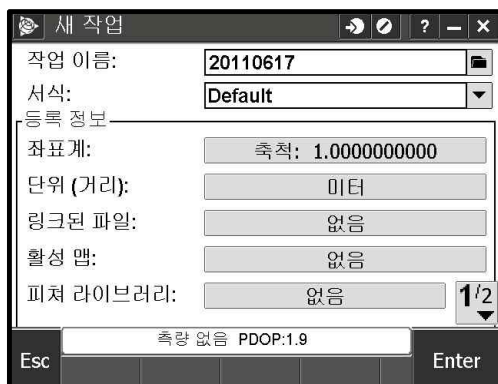 새 작업 ? – ×
작업 이름: 20110617
서식: Default
등록 정보
좌표계: 축척: 1.0000000000
단위 (거리): 미터
링크된 파일: 없음
활성 맵: 없음
피쳐 라이브러리: 없음 1/2
측량 없음 PDOP:1.9
Esc Enter